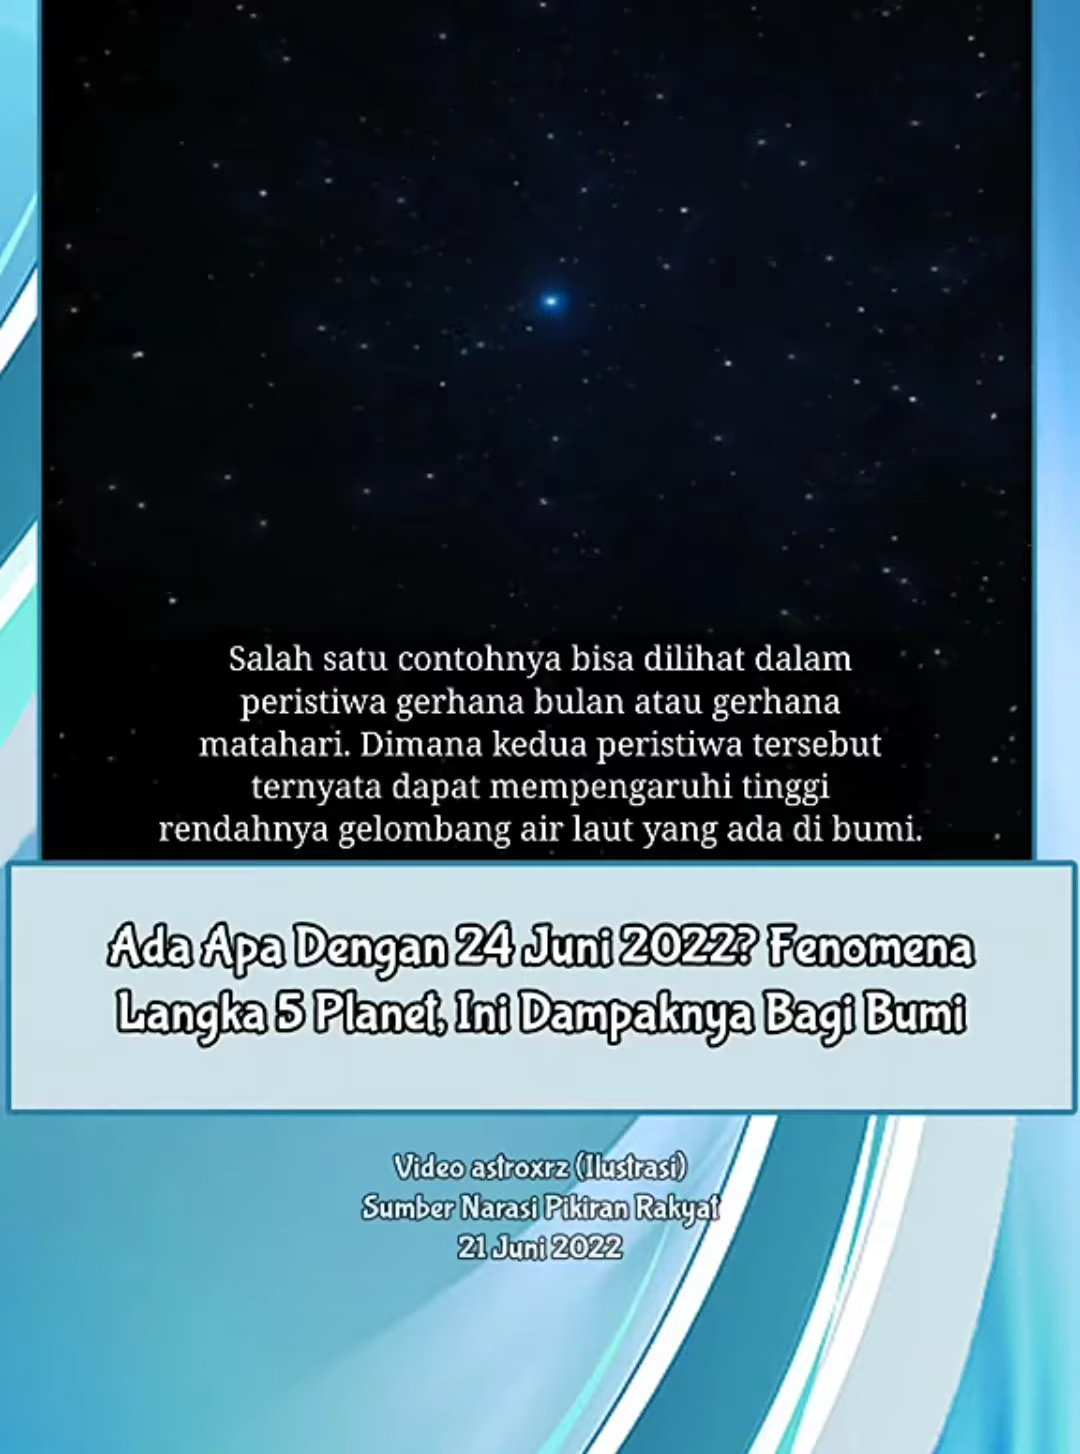 Salah satu contohnya bisa dilihat dalam
peristiwa gerhana bulan atau gerhana
matahari. Dimana kedua peristiwa tersebut
ternyata dapat mempengaruhi tinggi
rendahnya gelombang air laut yang ada di bumi.
Ada Apa Dengan 24 Juni 2022? Fenomena
Langka 5 Planet, Ini Dampaknya Bagi Bumi
Video astroxrz (Ilustrasi)
Sumber Narasi Pikiran Rakyat
21 Juni 2022